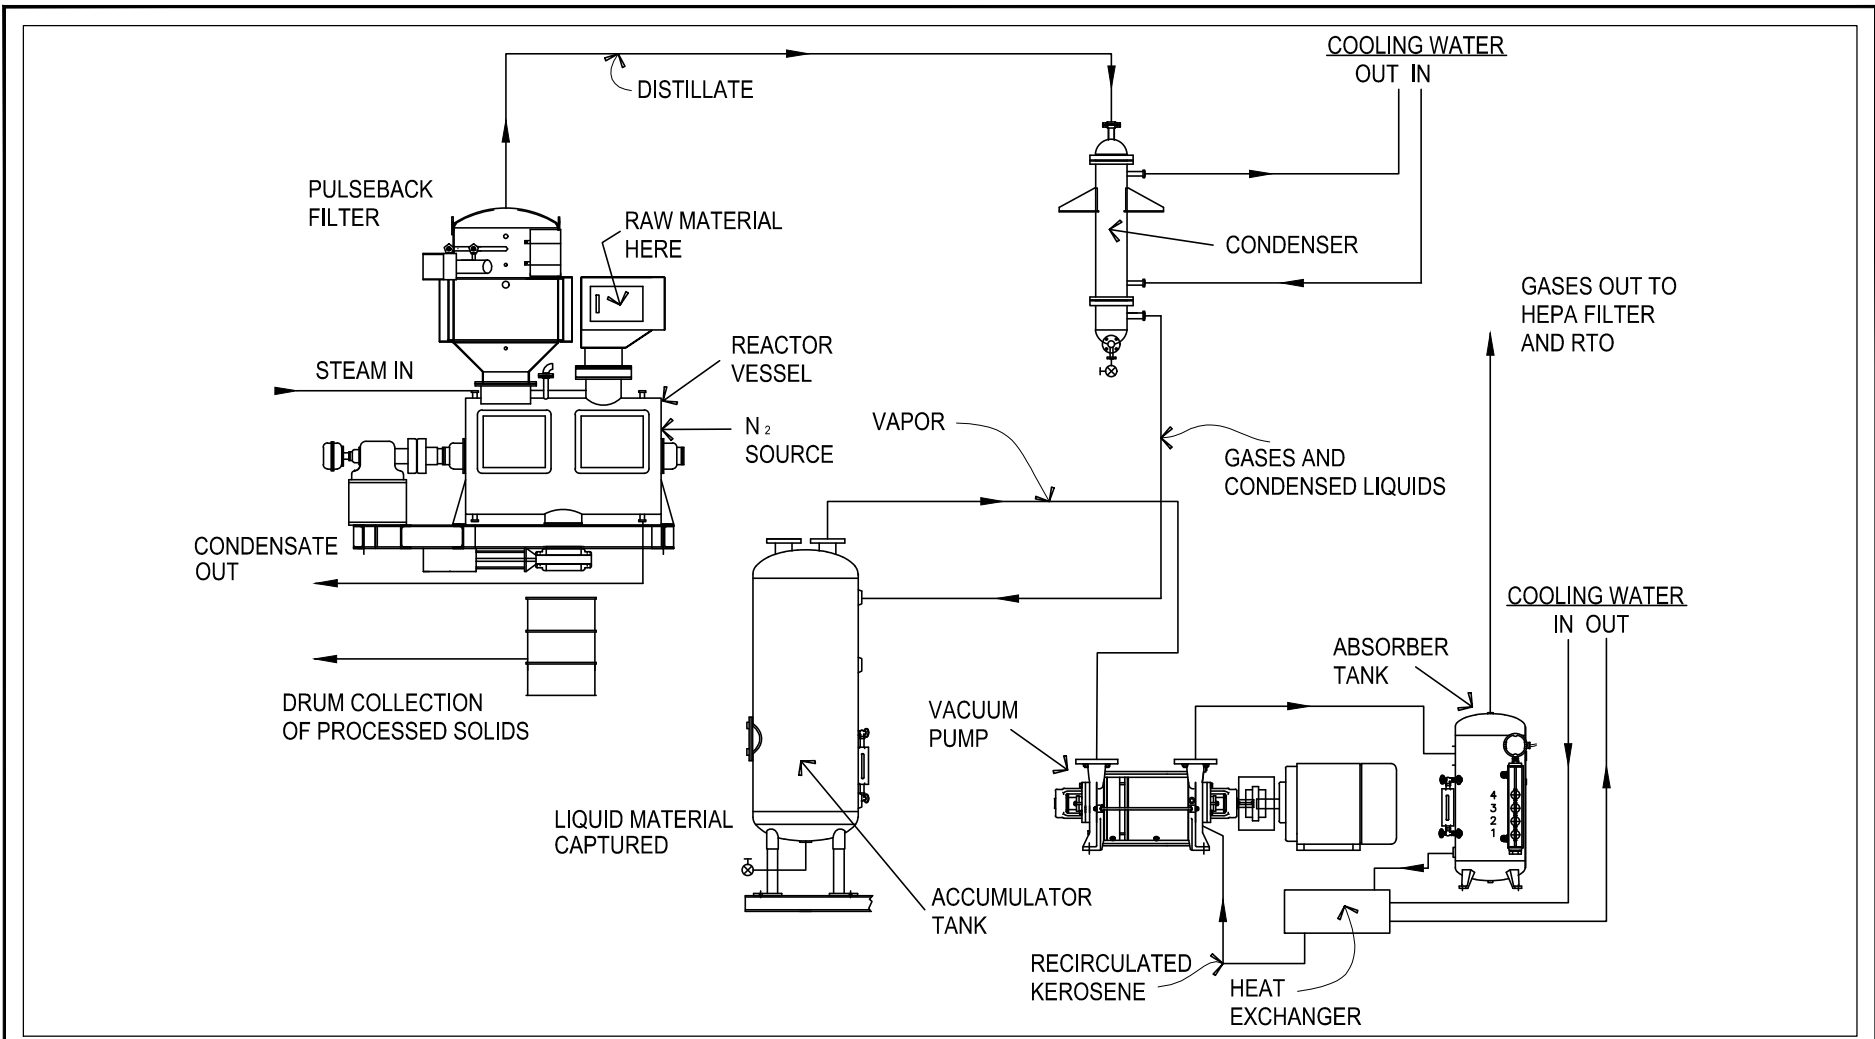 COOLING WATER
OUT IN
DISTILLATE
PULSEBACK
FILTER
RAW MATERIAL
HERE
CONDENSER
GASES OUT TO
HEPA FILTER
AND RTO
REACTOR
VESSEL
STEAM IN
N2
SOURCE
VAPOR
GASES AND
CONDENSED LIQUIDS
CONDENSATE
OUT
COOLING WATER
IN OUT
ABSORBER
TANK
DRUM COLLECTION
OF PROCESSED SOLIDS
VACUUM
PUMP
4
3
2
1
LIQUID MATERIAL
CAPTURED
ACCUMULATOR
TANK
RECIRCULATED
KEROSENE
HEAT
EXCHANGER